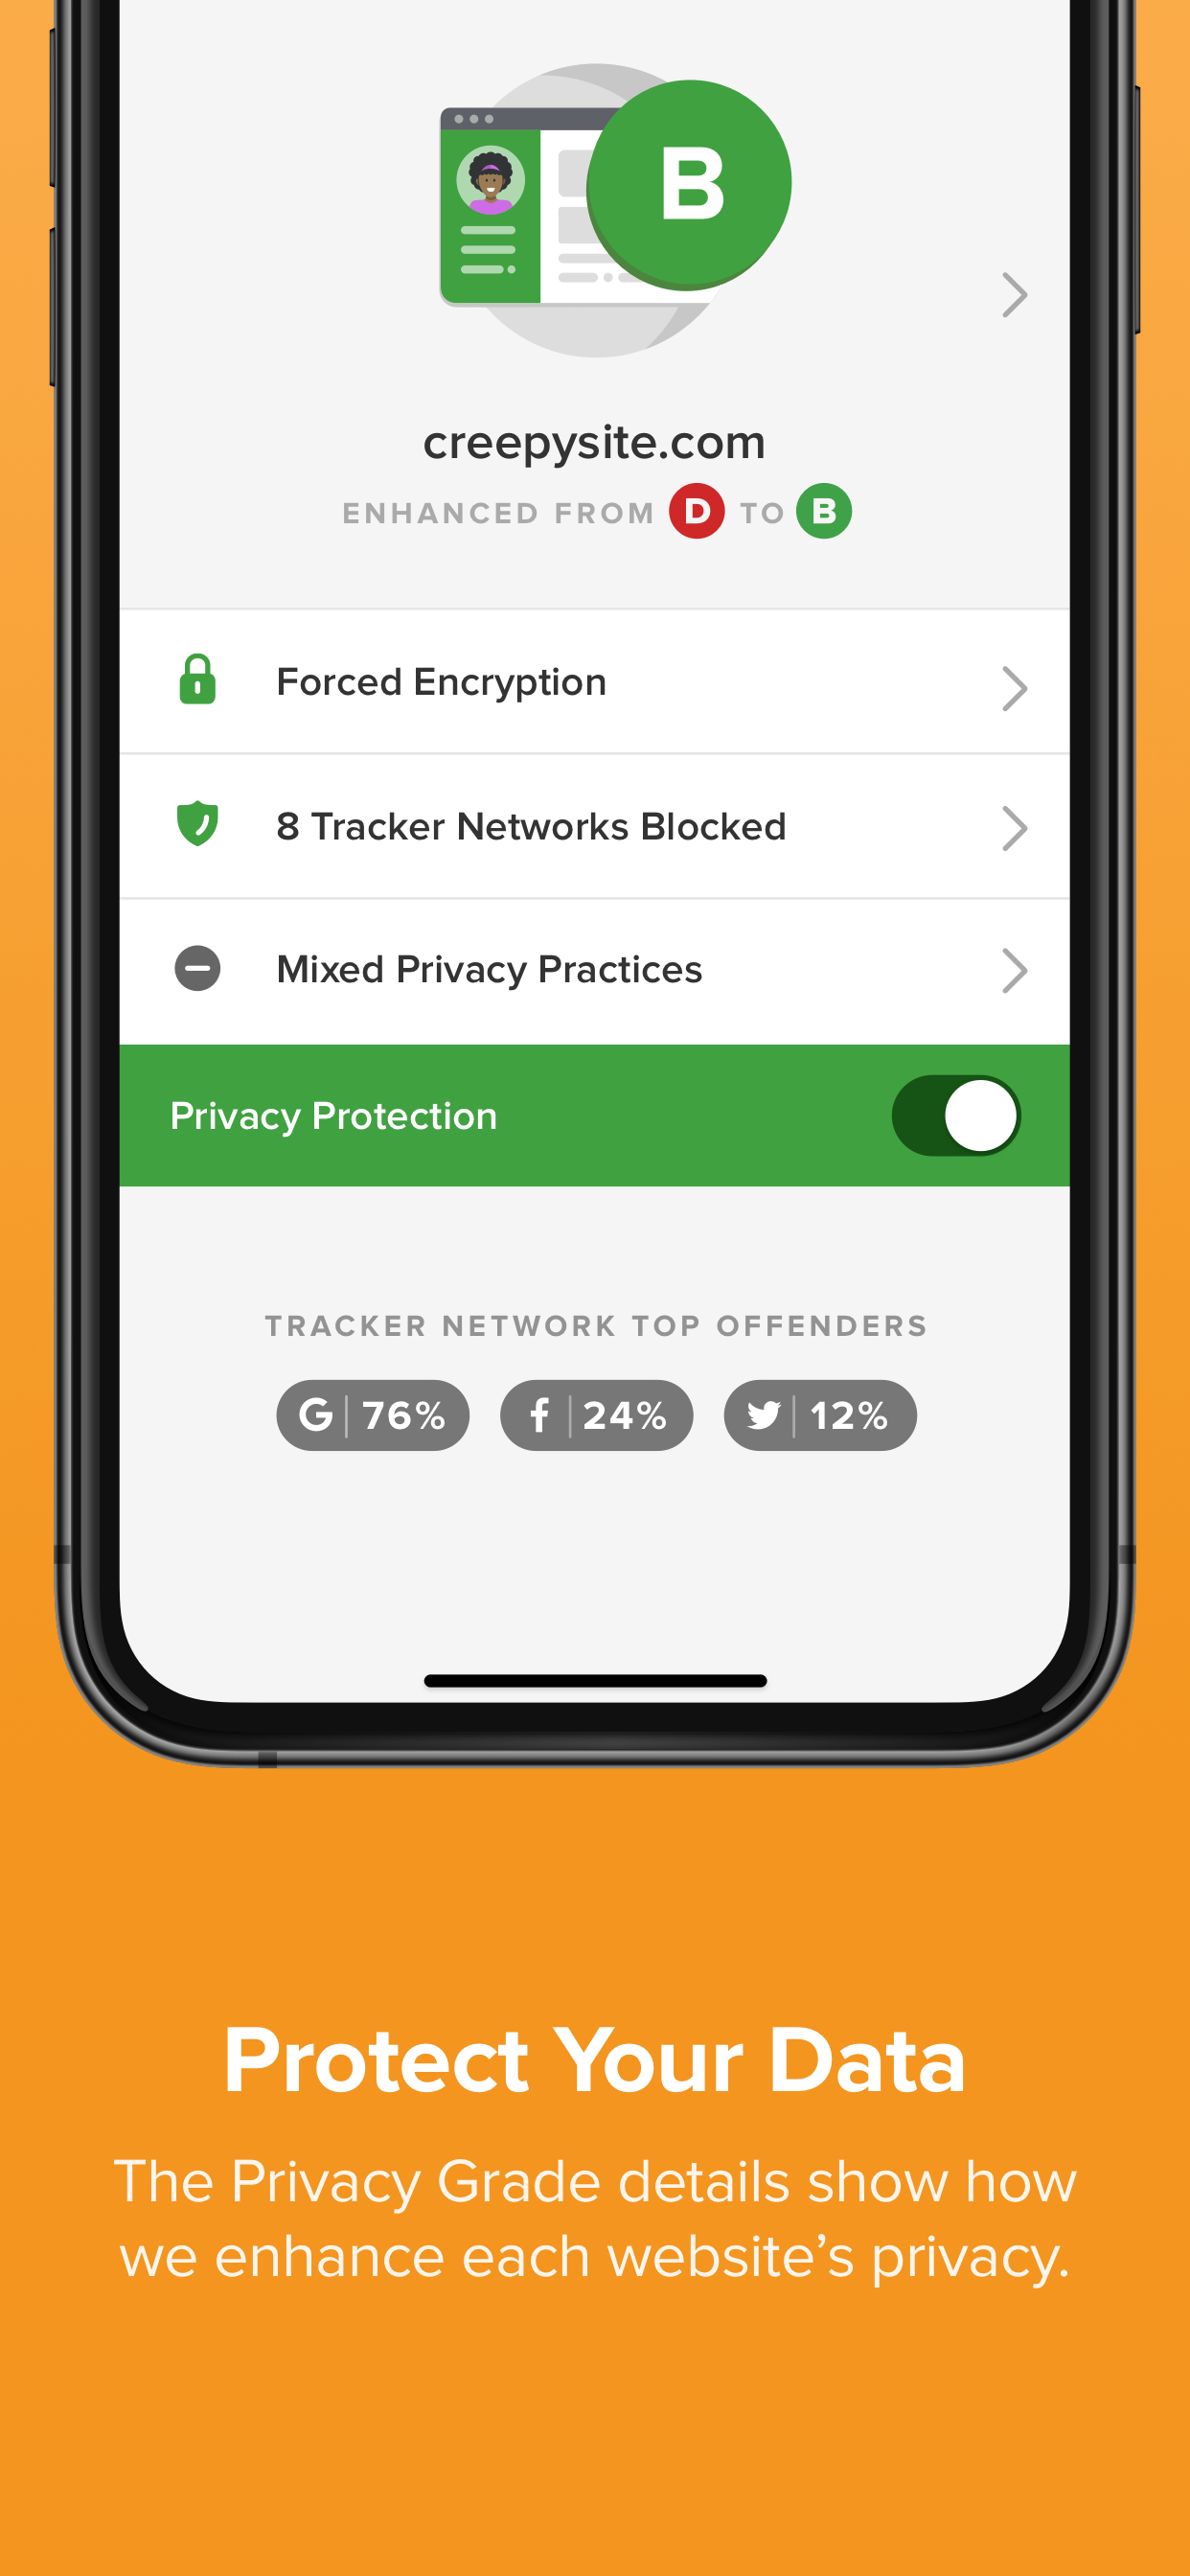 B
creepysite.com
ENHANCED FROM D TO B
Forced Encryption
8 Tracker Networks Blocked
Mixed Privacy Practices
Privacy Protection
TRACKER NETWORK TOP OFFENDERS
G 76% f 24% 12%
Protect Your Data
The Privacy Grade details show how
we enhance each website’s privacy.